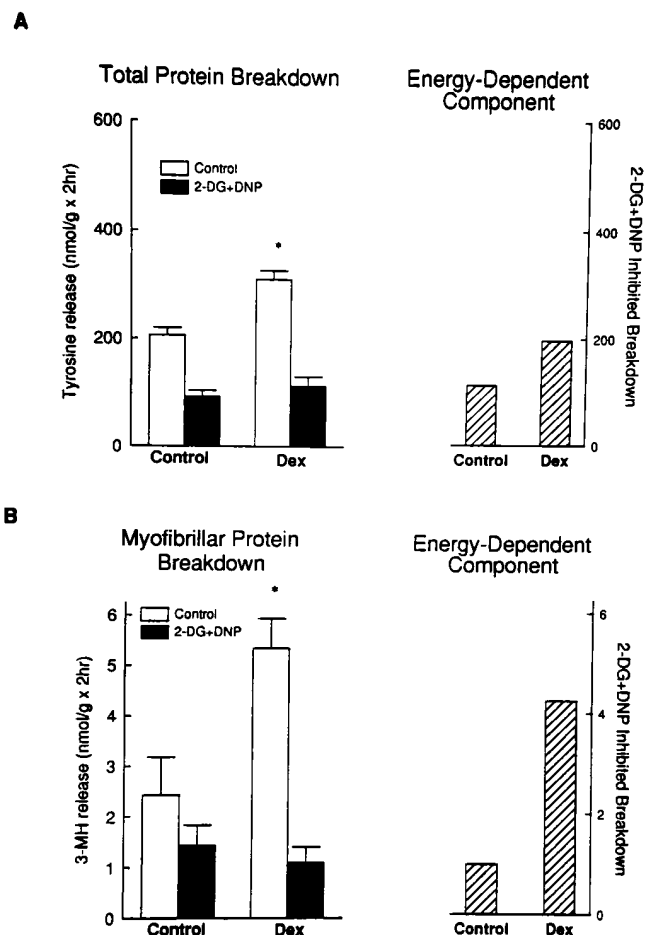 A
Total Protein Breakdown
Energy-Dependent
Component
600
400
200
0
Tyrosine release (nmol/g x 2hr)
Control
2-DG+DNP
*
Control
Dex
600
400
200
0
2-DG+DNP Inhibited Breakdown
Control
Dex
B
Myofibrillar Protein
Breakdown
Energy-Dependent
Component
6
5
4
3
2
1
0
3-MH release (nmol/g x 2hr)
Control
2-DG+DNP
*
Control
Dex
6
4
2
0
2-DG+DNP Inhibited Breakdown
Control
Dex